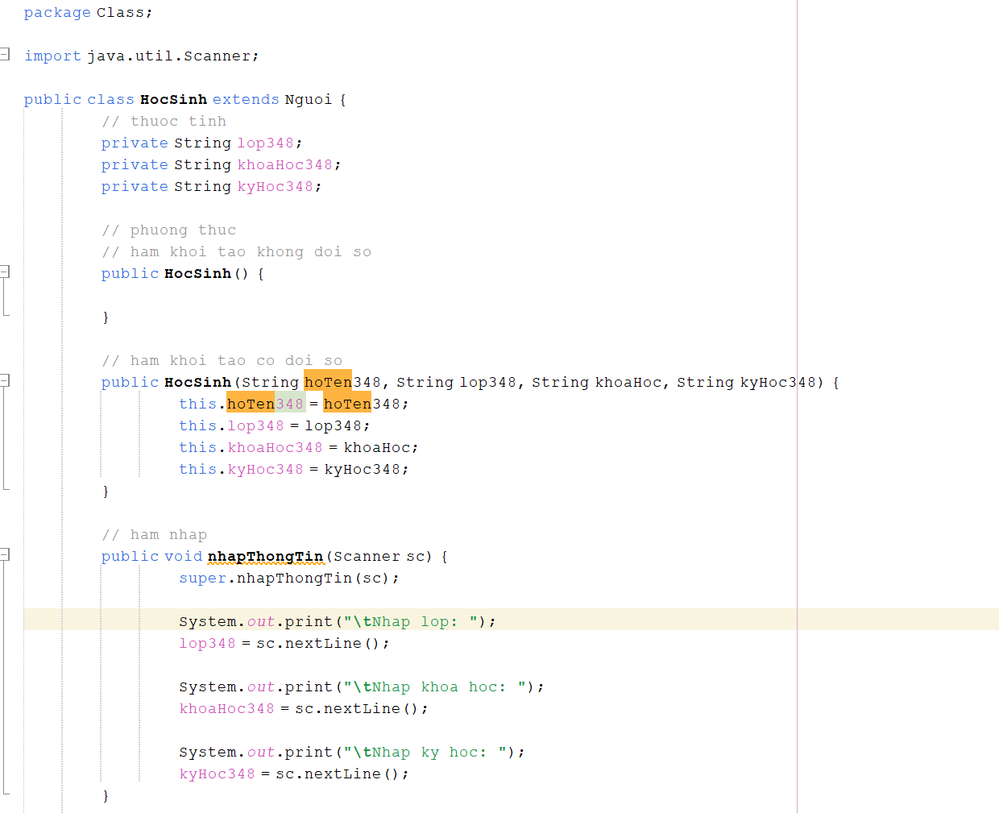 package Class;
import java.util.Scanner;
public class HocSinh extends Nguoi {
// thuoc tinh
private String lop348;
private String khoaHoc348;
private String kyHoc348;
// phuong thuc
// ham khoi tao khong doi so
public HocSinh() {
}
// ham khoi tao co doi so
public HocSinh(String hoTen348, String lop348, String khoaHoc, String kyHoc348) {
this.hoTen348 = hoTen348;
this.lop348 = lop348;
this.khoaHoc348 = khoaHoc;
this.kyHoc348 = kyHoc348;
}
// ham nhap
public void nhapThongTin(Scanner sc) {
super.nhapThongTin(sc);
System.out.print("\tNhap lop: ");
lop348 = sc.nextLine();
System.out.print("\tNhap khoa hoc: ");
khoaHoc348 = sc.nextLine();
System.out.print("\tNhap ky hoc: ");
kyHoc348 = sc.nextLine();
}